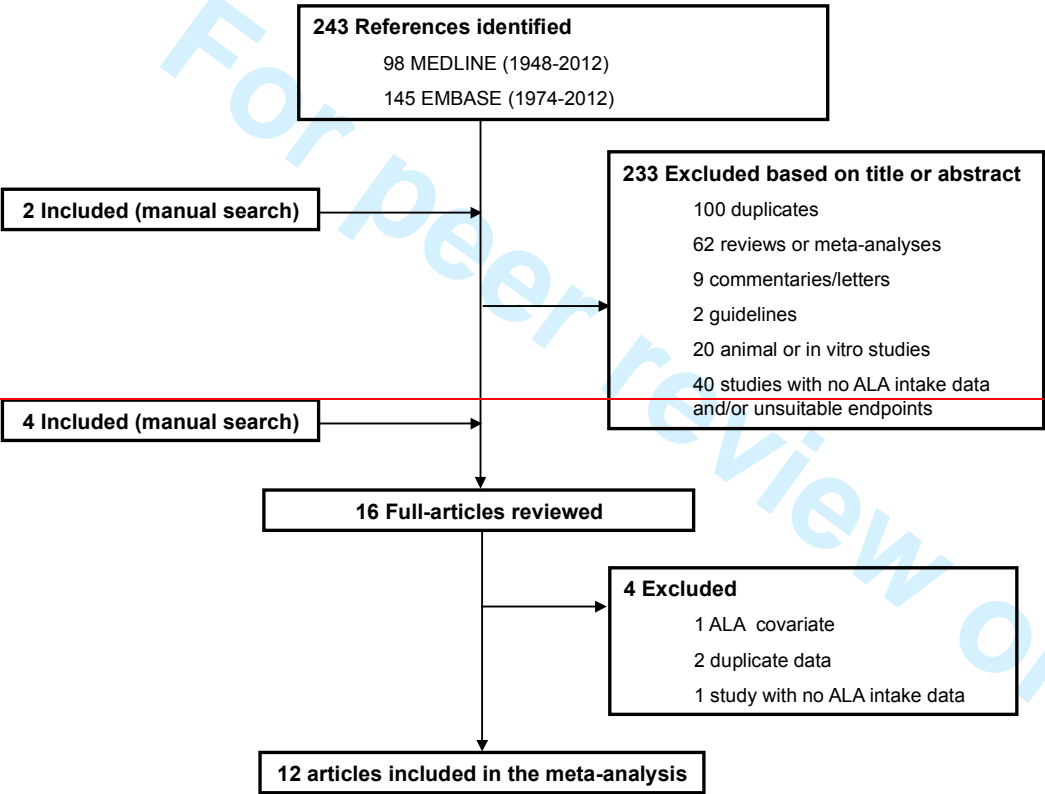 243 References identified
98 MEDLINE (1948-2012)
145 EMBASE (1974-2012)
233 Excluded based on title or abstract
100 duplicates
62 reviews or meta-analyses
9 commentaries/letters
2 guidelines
20 animal or in vitro studies
40 studies with no ALA intake data
and/or unsuitable endpoints
2 Included (manual search)
4 Included (manual search)
16 Full-articles reviewed
4 Excluded
1 ALA covariate
2 duplicate data
1 study with no ALA intake data
12 articles included in the meta-analysis
For peer review on